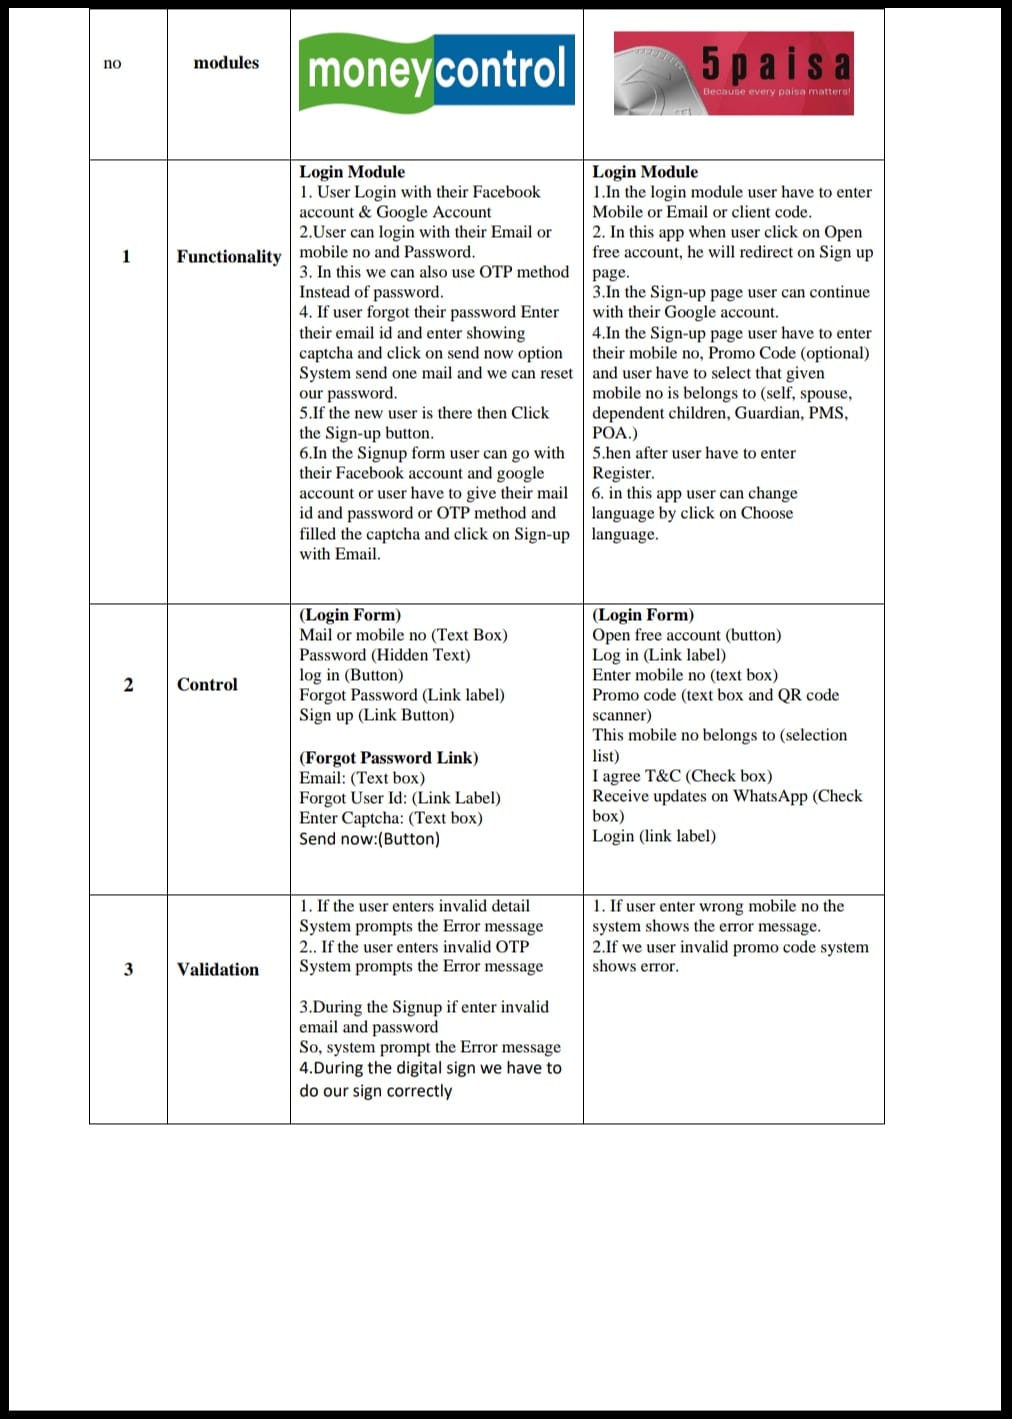 no
modules
moneycontrol
5paisa
Because every paisa matters!
1
Functionality
Login Module
1. User Login with their Facebook
account & Google Account
2.User can login with their Email or
mobile no and Password.
3. In this we can also use OTP method
Instead of password.
4. If user forgot their password Enter
their email id and enter showing
captcha and click on send now option
System send one mail and we can reset
our password.
5.If the new user is there then Click
the Sign-up button.
6.In the Signup form user can go with
their Facebook account and google
account or user have to give their mail
id and password or OTP method and
filled the captcha and click on Sign-up
with Email.
Login Module
1.In the login module user have to enter
Mobile or Email or client code.
2. In this app when user click on Open
free account, he will redirect on Sign up
page.
3.In the Sign-up page user can continue
with their Google account.
4.In the Sign-up page user have to enter
their mobile no, Promo Code (optional)
and user have to select that given
mobile no is belongs to (self, spouse,
dependent children, Guardian, PMS,
POA.)
5.hen after user have to enter
Register.
6. in this app user can change
language by click on Choose
language.
2
Control
(Login Form)
Mail or mobile no (Text Box)
Password (Hidden Text)
log in (Button)
Forgot Password (Link label)
Sign up (Link Button)
(Forgot Password Link)
Email: (Text box)
Forgot User Id: (Link Label)
Enter Captcha: (Text box)
Send now:(Button)
(Login Form)
Open free account (button)
Log in (Link label)
Enter mobile no (text box)
Promo code (text box and QR code
scanner)
This mobile no belongs to (selection
list)
I agree T&C (Check box)
Receive updates on WhatsApp (Check
box)
Login (link label)
3
Validation
1. If the user enters invalid detail
System prompts the Error message
2.. If the user enters invalid OTP
System prompts the Error message
3.During the Signup if enter invalid
email and password
So, system prompt the Error message
4.During the digital sign we have to
do our sign correctly
1. If user enter wrong mobile no the
system shows the error message.
2.If we user invalid promo code system
shows error.